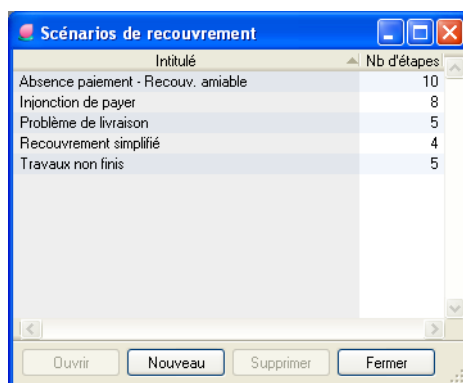 Scénarios de recouvrement
Intitulé Nb d'étapes
Absence paiement - Recouv. amiable 10
Injonction de payer 8
Problème de livraison 5
Recouvrement simplifié 4
Travaux non finis 5
Ouvrir Nouveau Supprimer Fermer